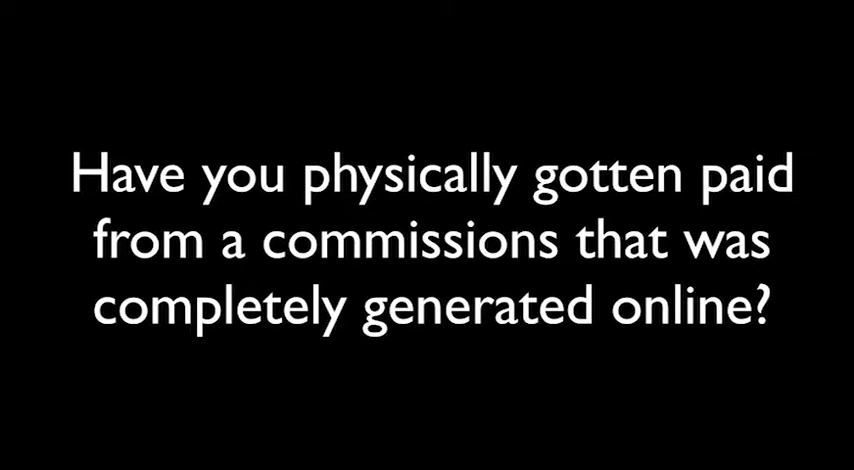 Have you physically gotten paid
from a commissions that was
completely generated online?